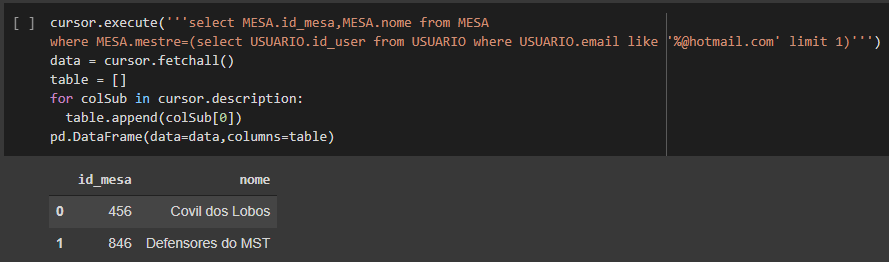 [ ] cursor.execute('''select MESA.id_mesa,MESA.nome from MESA
where MESA.mestre=(select USUARIO.id_user from USUARIO where USUARIO.email like '%@hotmail.com' limit 1)''')
data = cursor.fetchall()
table = []
for colSub in cursor.description:
  table.append(colSub[0])
pd.DataFrame(data=data,columns=table)
id_mesa nome
0 456 Covil dos Lobos
1 846 Defensores do MST